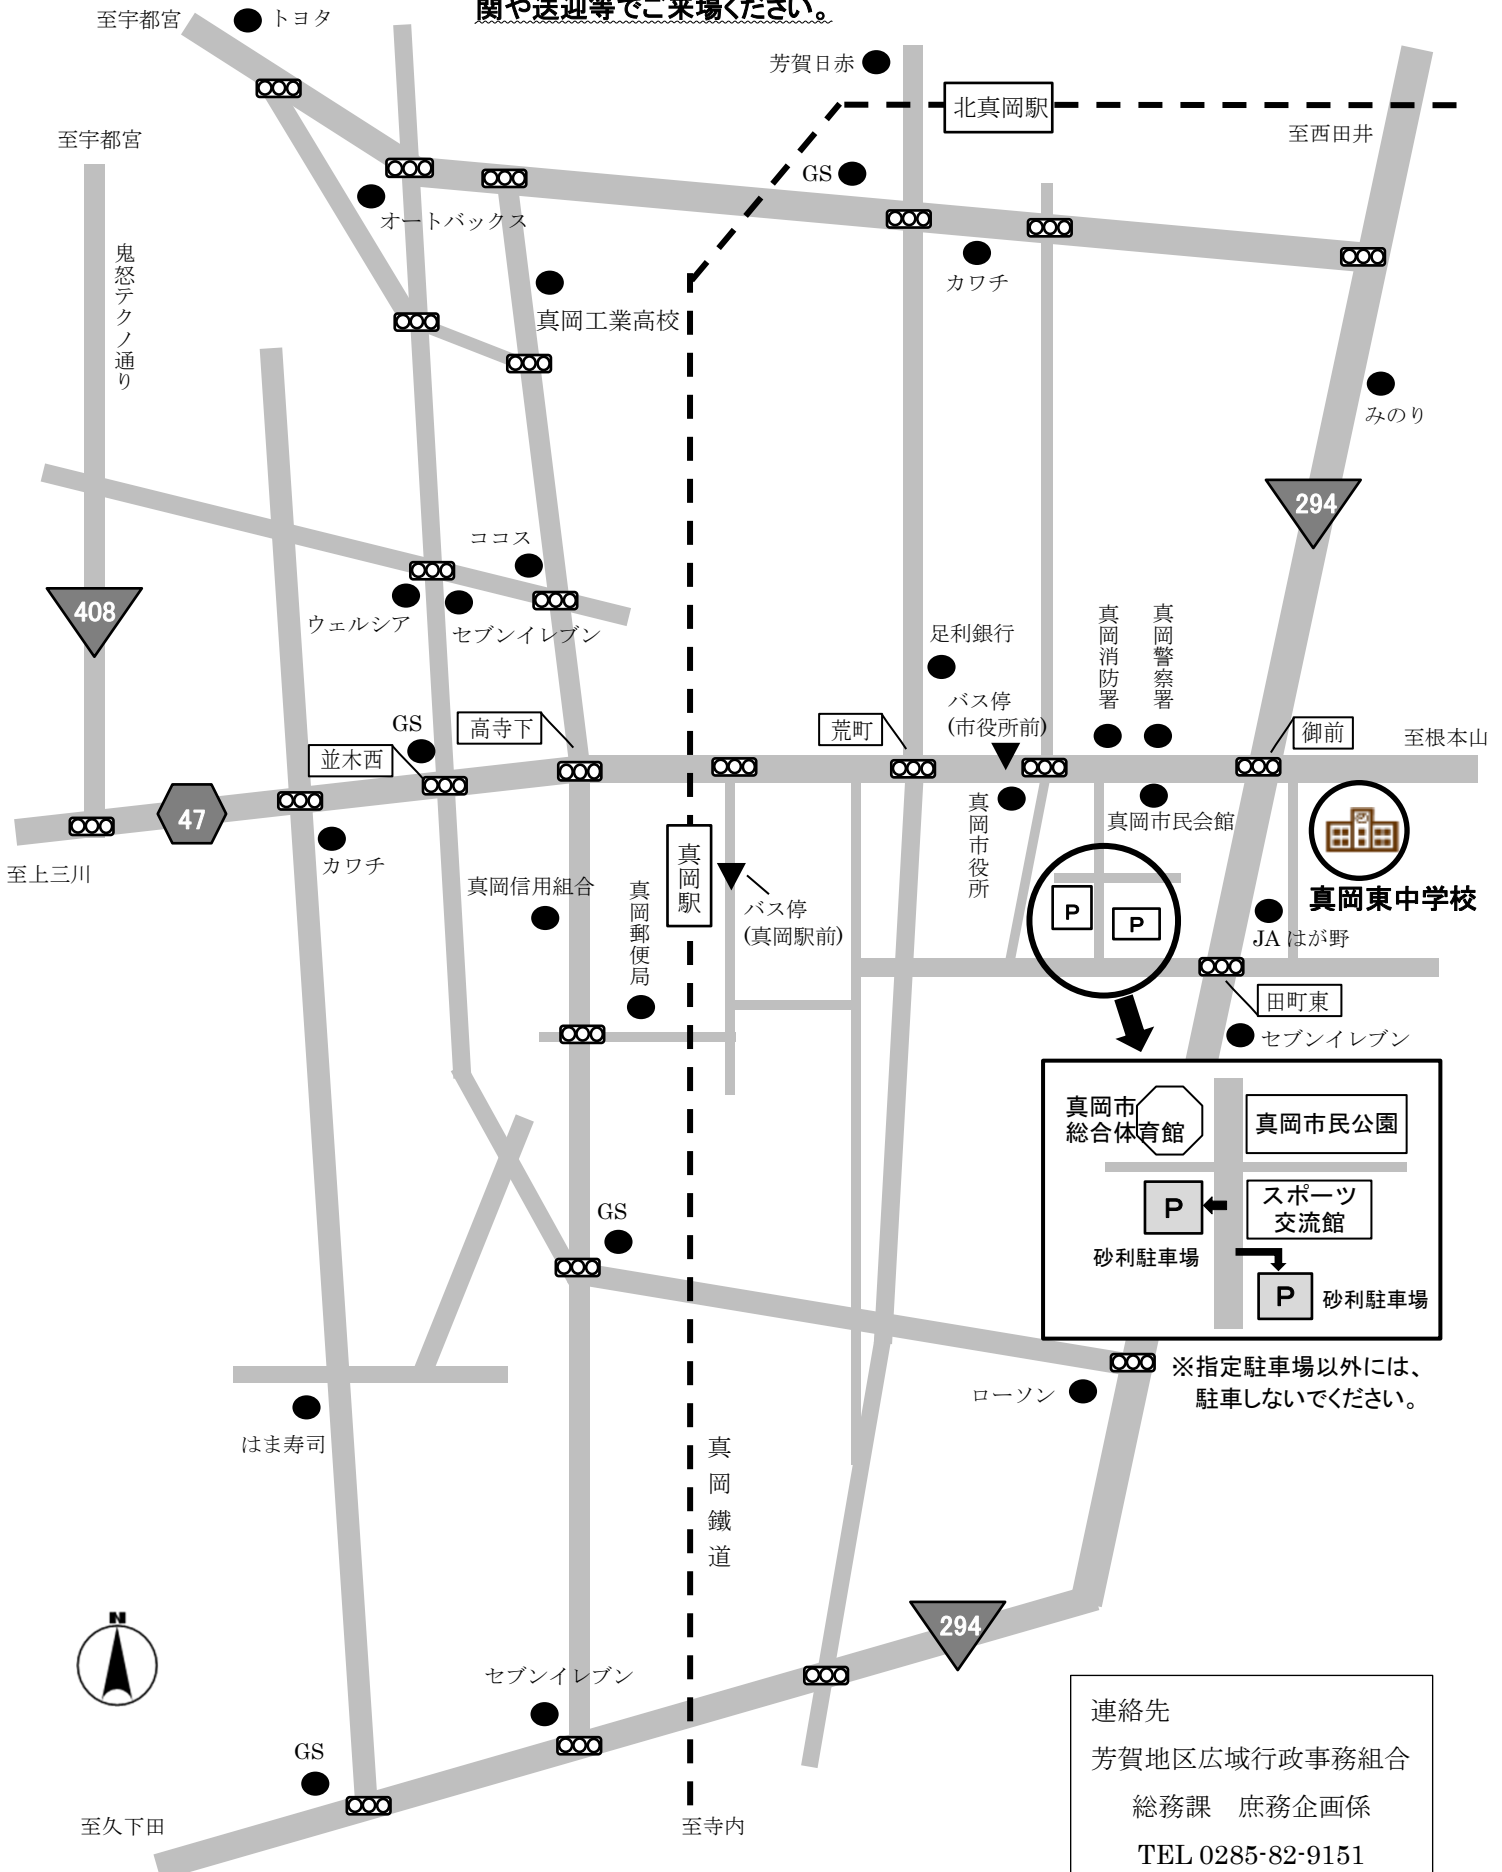 関や送迎等でご来場ください。
至宇都宮
トヨタ
芳賀日赤
北真岡駅
至宇都宮
至西田井
GS
オートバックス
鬼怒テクノ通り
カワチ
真岡工業高校
みのり
294
ココス
408
ウェルシア
セブンイレブン
足利銀行
真岡消防署
真岡警察署
バス停
(市役所前)
GS
高寺下
荒町
御前
至根本山
並木西
47
真岡市役所
真岡市民会館
至上三川
カワチ
真岡信用組合
真岡郵便局
真岡駅
バス停
(真岡駅前)
P
P
真岡東中学校
JAはが野
田町東
セブンイレブン
真岡市
総合体育館
真岡市民公園
P
スポーツ
交流館
砂利駐車場
P
砂利駐車場
GS
※指定駐車場以外には、
駐車しないでください。
ローソン
はま寿司
真岡鐵道
294
N
セブンイレブン
GS
至久下田
至寺内
連絡先
芳賀地区広域行政事務組合
総務課　庶務企画係
TEL 0285-82-9151